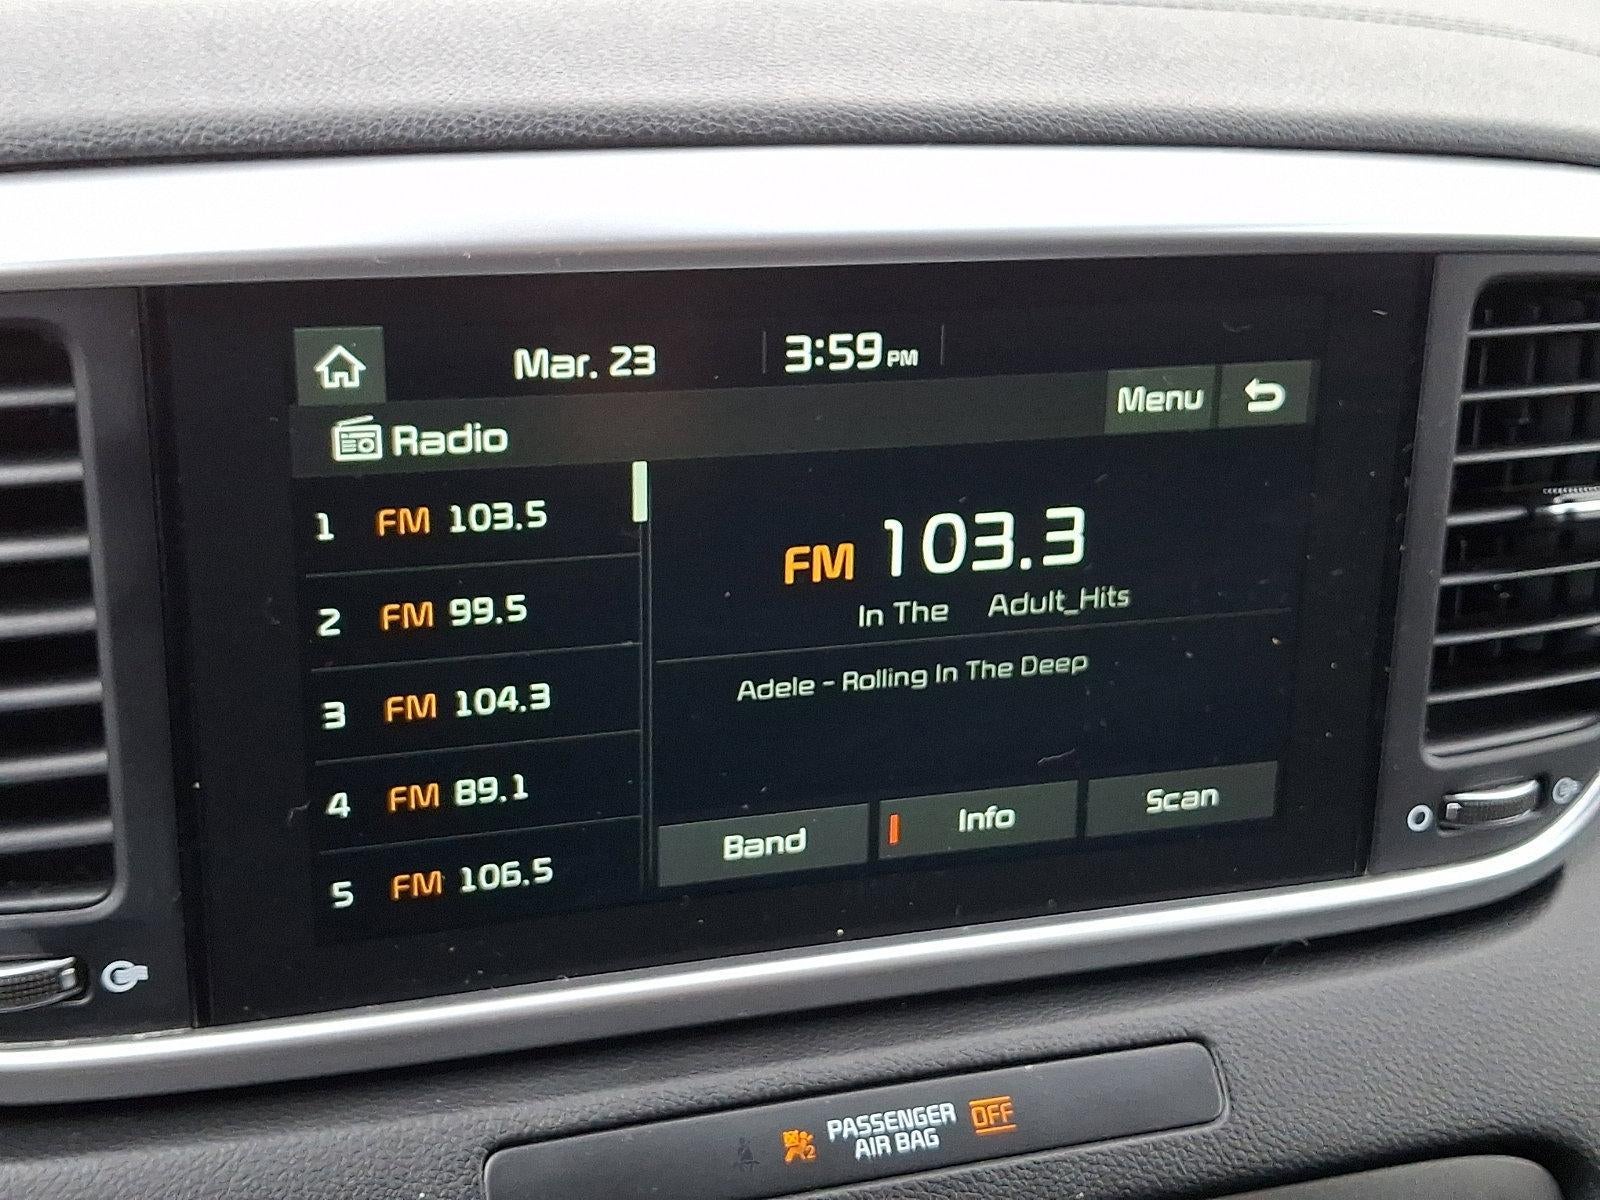 Mar. 23 3:59 PM
Radio Menu
1 FM 103.5
2 FM 99.5
3 FM 104.3
4 FM 89.1
5 FM 106.5
FM 103.3
In The Adult_Hits
Adele - Rolling In The Deep
Band Info Scan
PASSENGER
AIR BAG OFF
2